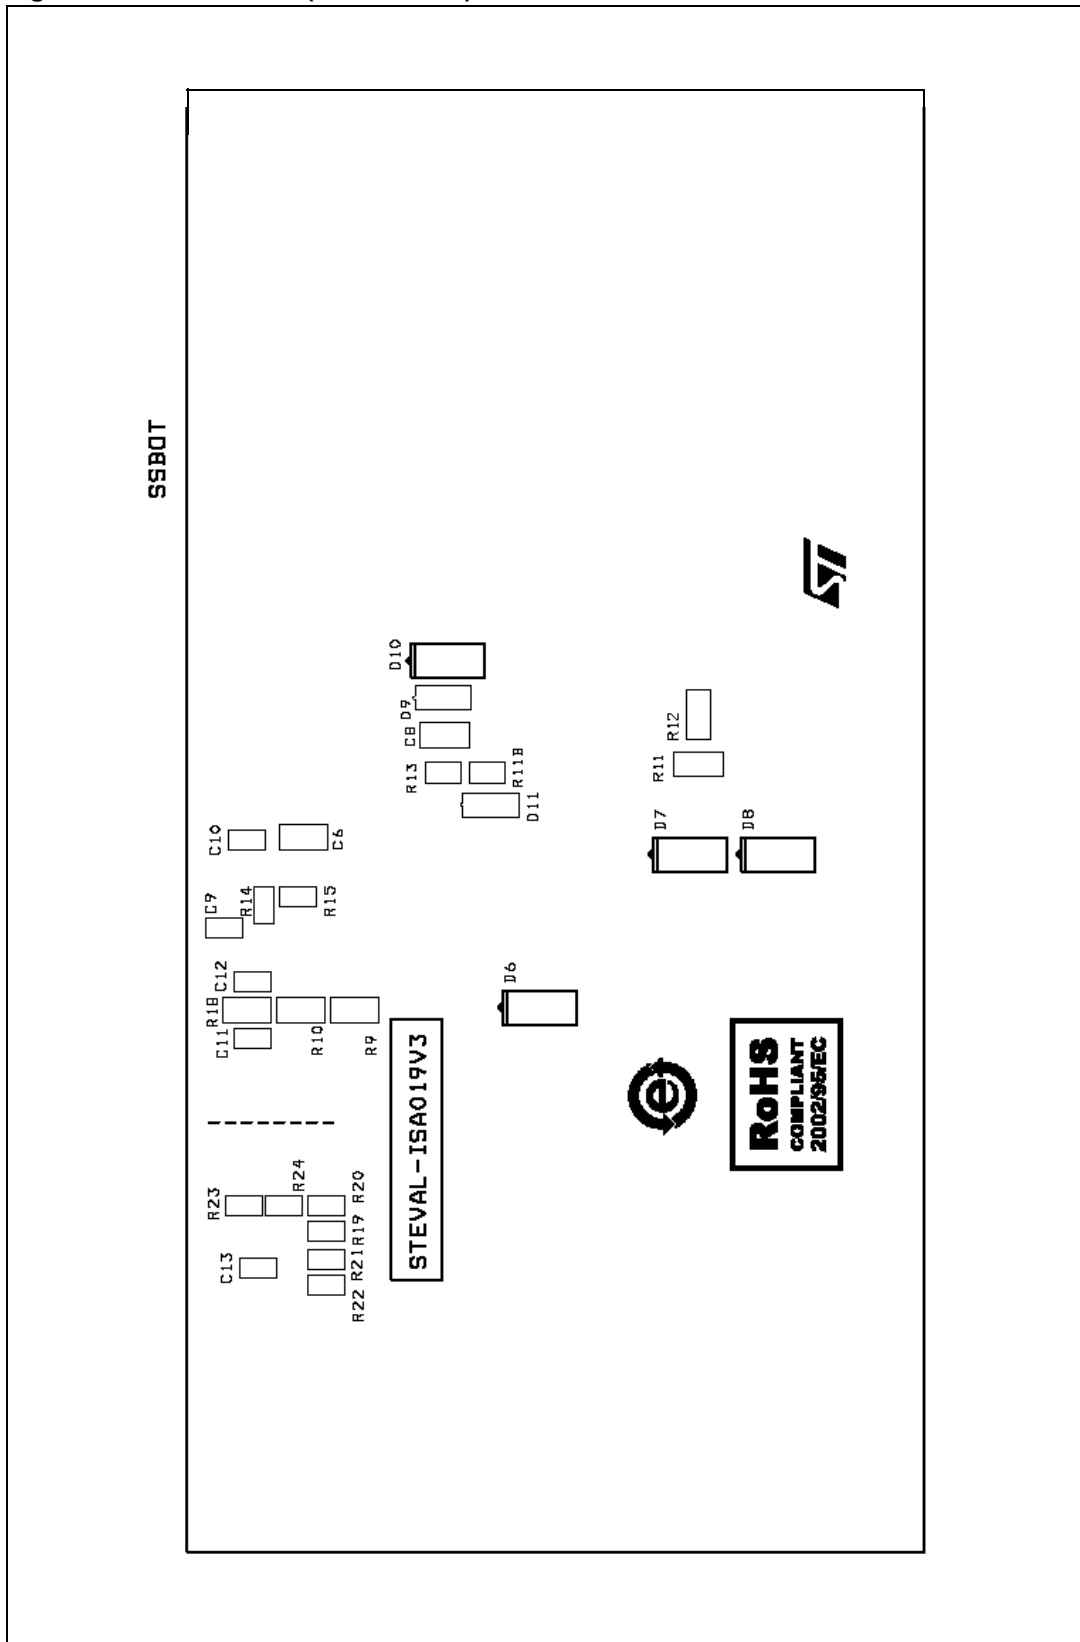 SSBOT
D10
D9
C8
R13
R11B
D11
R12
R11
D7
D8
C10
C6
C9
R14
R15
C12
R18
C11
R10
R9
D6
STEVAL-ISA019V3
e
RoHS
COMPLIANT
2002/95/EC
R23
R24
R20
R19
R21
R22
C13
ST